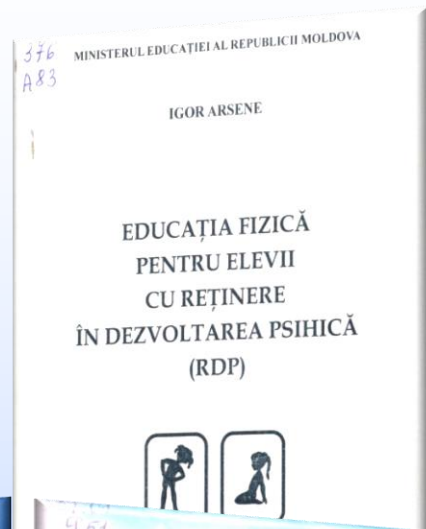 376
A83
MINISTERUL EDUCAȚIEI AL REPUBLICII MOLDOVA
IGOR ARSENE
EDUCAȚIA FIZICĂ
PENTRU ELEVII
CU REȚINERE
ÎN DEZVOLTAREA PSIHICĂ
(RDP)